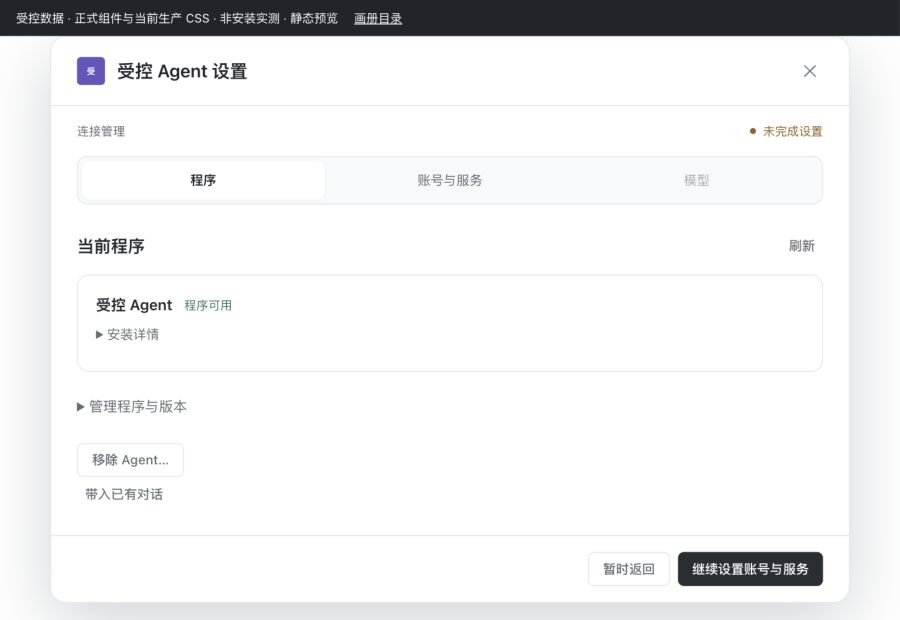 受控数据 · 正式组件与当前生产 CSS · 非安装实测 · 静态预览 画册目录
受
受控 Agent 设置
连接管理
未完成设置
程序
账号与服务
模型
当前程序
刷新
受控 Agent 程序可用
安装详情
管理程序与版本
移除 Agent...
带入已有对话
暂时返回
继续设置账号与服务